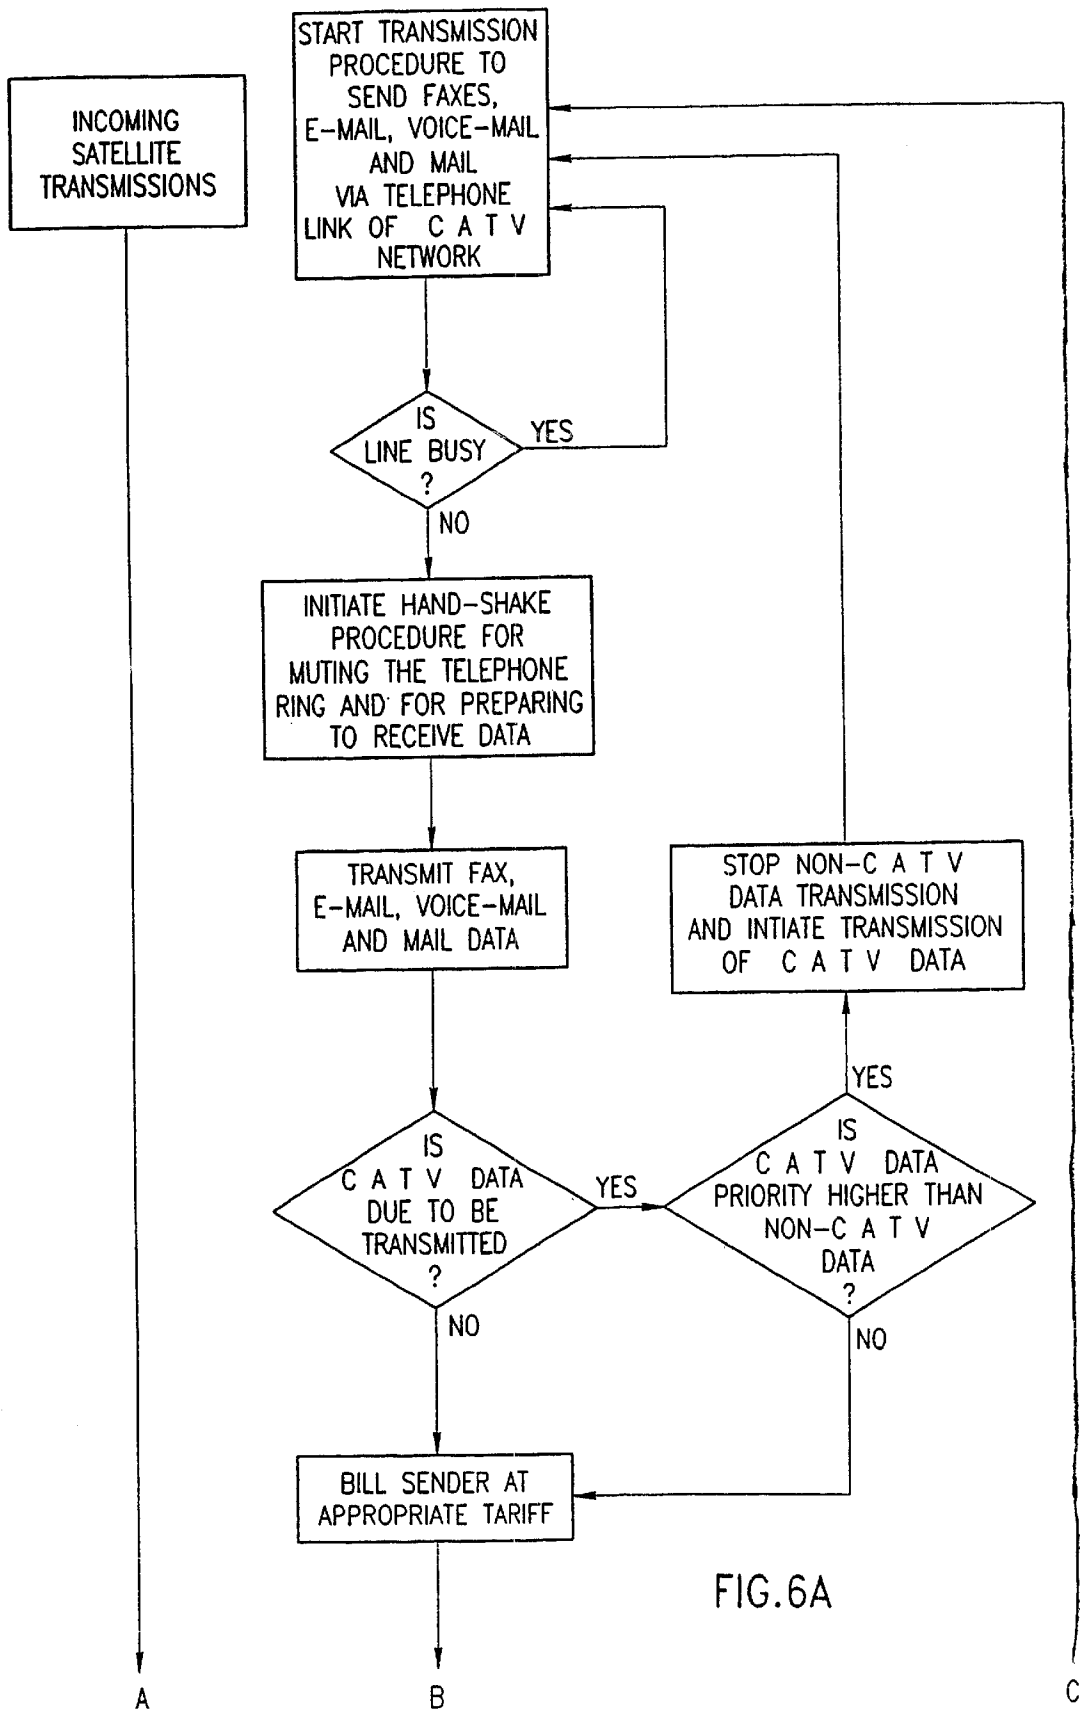 START TRANSMISSION
PROCEDURE TO
SEND FAXES,
E-MAIL, VOICE-MAIL
AND MAIL
VIA TELEPHONE
LINK OF C A T V
NETWORK
INCOMING
SATELLITE
TRANSMISSIONS
IS
LINE BUSY
?
YES
NO
INITIATE HAND-SHAKE
PROCEDURE FOR
MUTING THE TELEPHONE
RING AND FOR PREPARING
TO RECEIVE DATA
TRANSMIT FAX,
E-MAIL, VOICE-MAIL
AND MAIL DATA
STOP NON-C A T V
DATA TRANSMISSION
AND INTIATE TRANSMISSION
OF C A T V DATA
IS
C A T V DATA
DUE TO BE
TRANSMITTED
?
YES
NO
YES
IS
C A T V DATA
PRIORITY HIGHER THAN
NON-C A T V
DATA
?
NO
BILL SENDER AT
APPROPRIATE TARIFF
FIG.6A
A
B
C